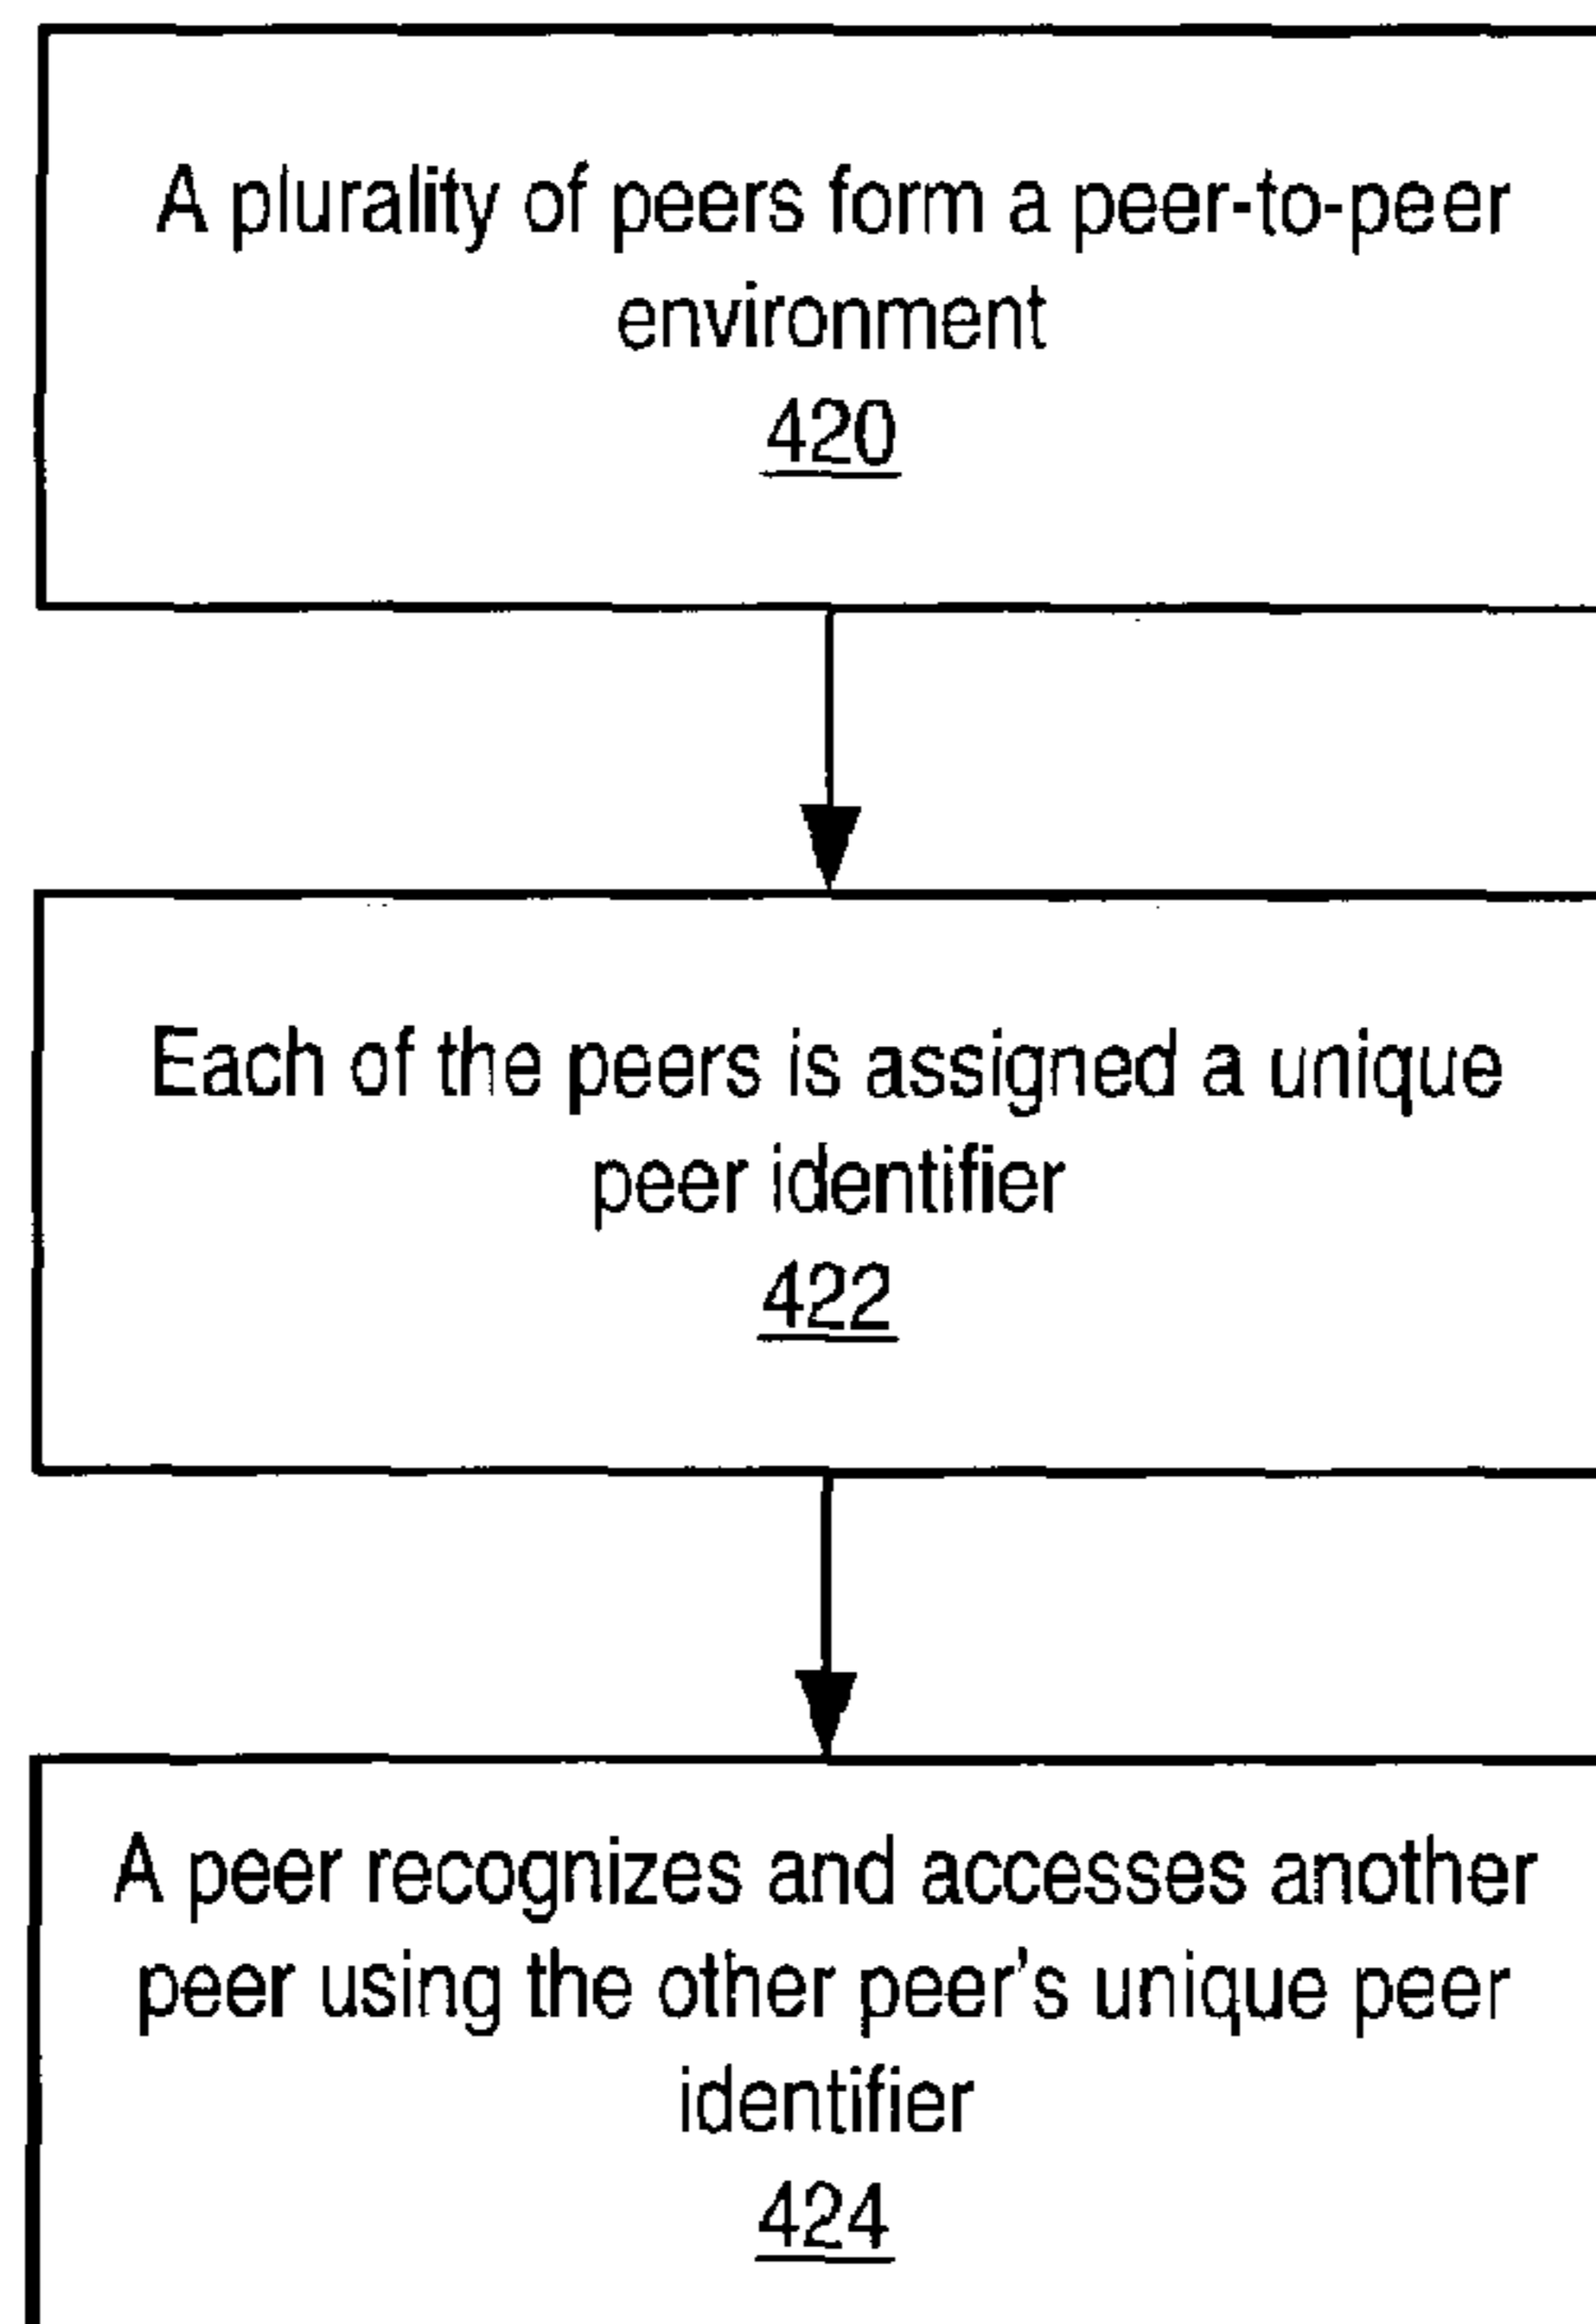 A plurality of peers form a peer-to-peer
environment
420
Each of the peers is assigned a unique
peer identifier
422
A peer recognizes and accesses another
peer using the other peer's unique peer
identifier
424